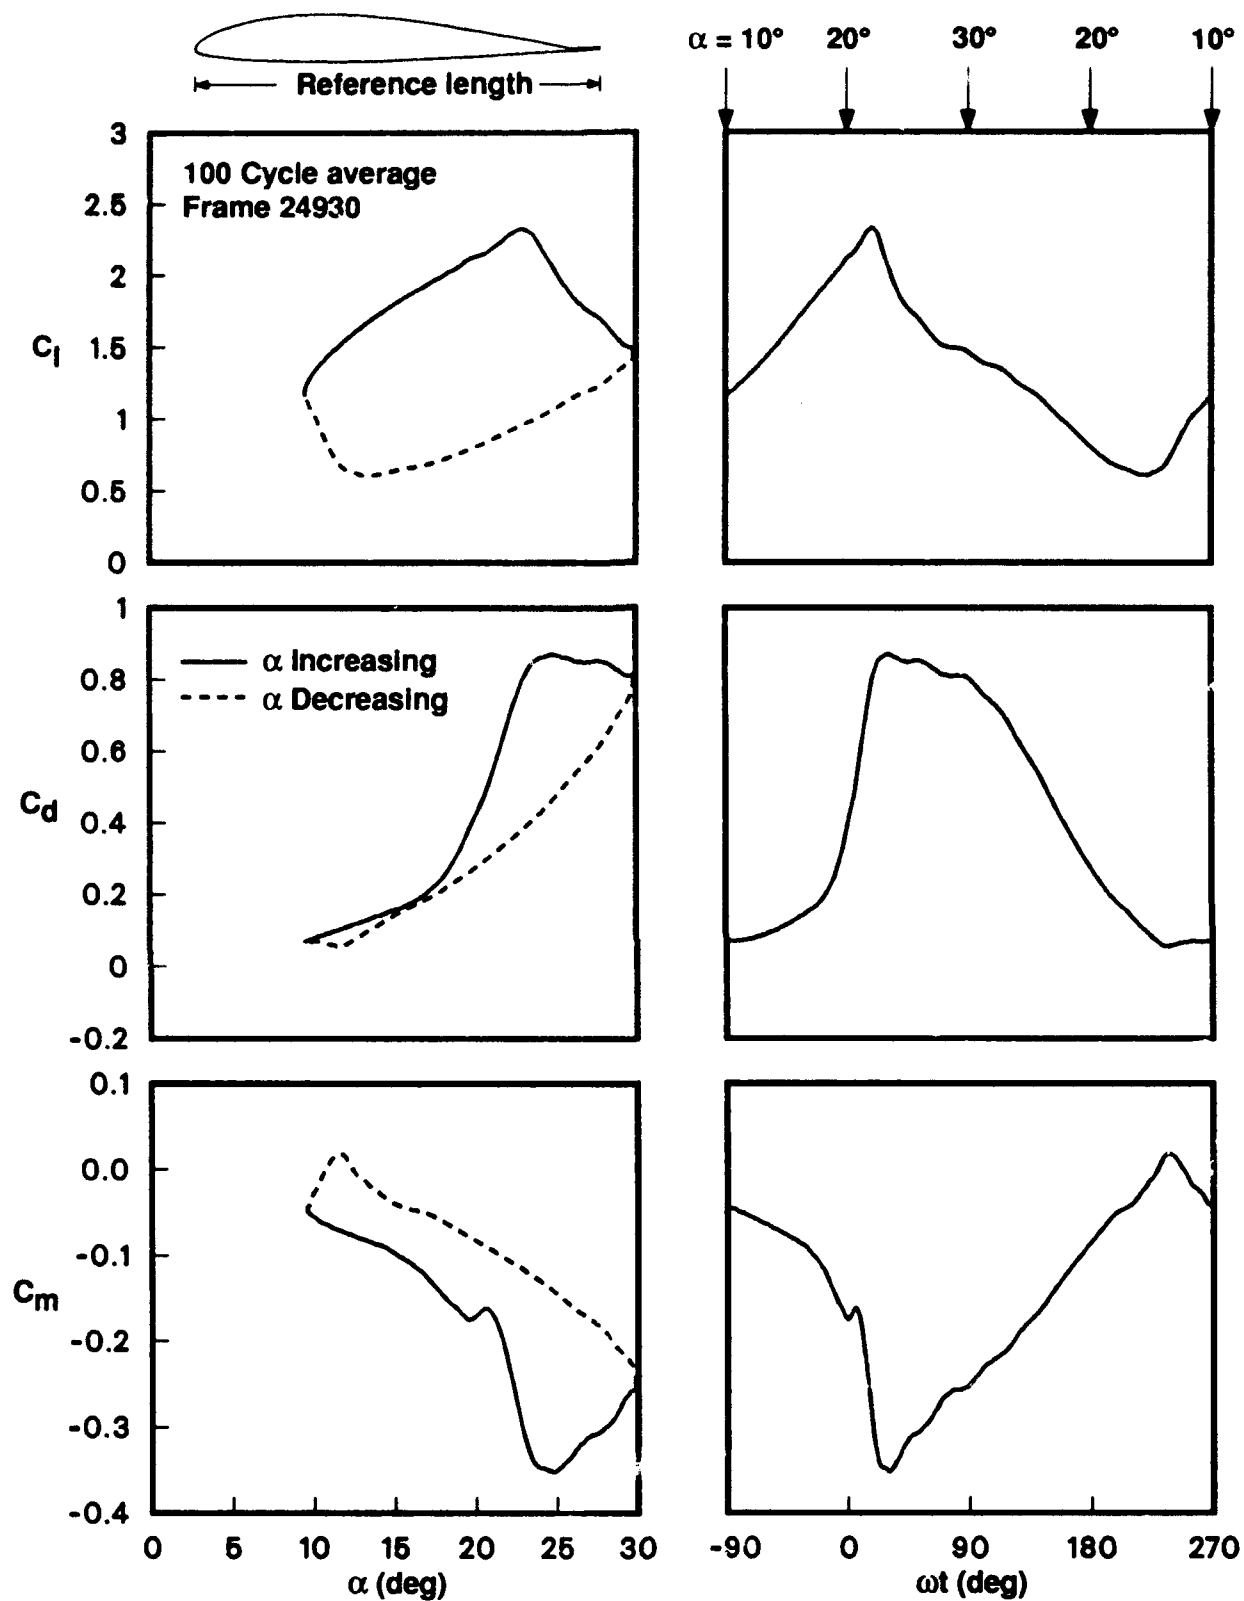 Reference length
α = 10° 20° 30° 20° 10°
100 Cycle average
Frame 24930
3
2.5
2
1.5
1
0.5
0
Cl
α Increasing
α Decreasing
1
0.8
0.6
0.4
0.2
0
-0.2
Cd
0.1
0.0
-0.1
-0.2
-0.3
-0.4
Cm
0 5 10 15 20 25 30
α (deg)
-90 0 90 180 270
ωt (deg)